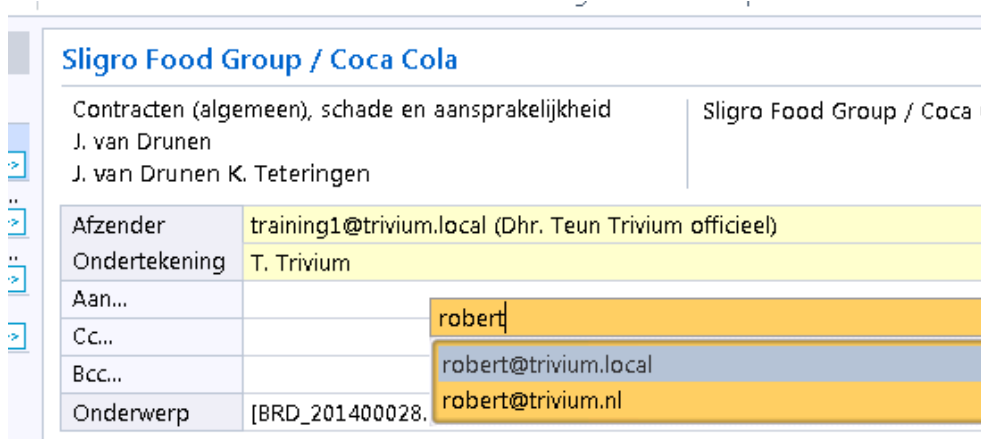 Sligro Food Group / Coca Cola
Contracten (algemeen), schade en aansprakelijkheid
Sligro Food Group / Coca
J. van Drunen
J. van Drunen K. Teteringen
Afzender training1@trivium.local (Dhr. Teun Trivium officieel)
Ondertekening T. Trivium
Aan...
robert
Cc...
robert@trivium.local
Bcc...
robert@trivium.nl
Onderwerp [BRD_201400028.